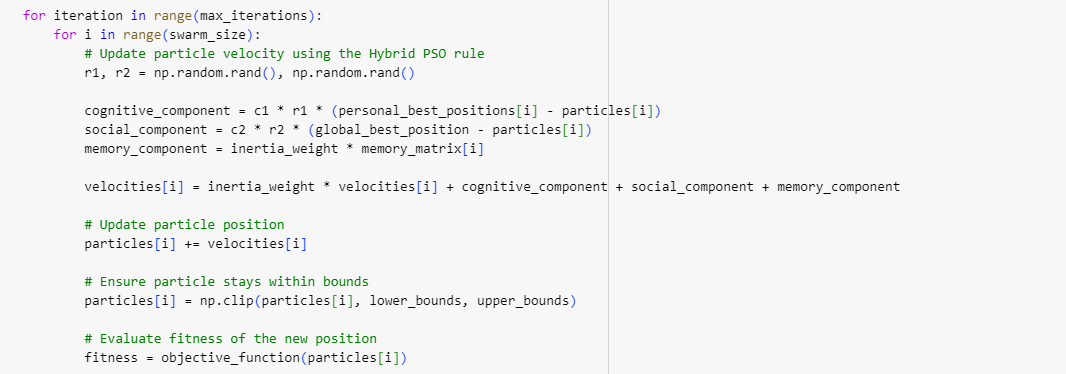 for iteration in range(max_iterations):
    for i in range(swarm_size):
        # Update particle velocity using the Hybrid PSO rule
        r1, r2 = np.random.rand(), np.random.rand()

        cognitive_component = c1 * r1 * (personal_best_positions[i] - particles[i])
        social_component = c2 * r2 * (global_best_position - particles[i])
        memory_component = inertia_weight * memory_matrix[i]

        velocities[i] = inertia_weight * velocities[i] + cognitive_component + social_component + memory_component

        # Update particle position
        particles[i] += velocities[i]

        # Ensure particle stays within bounds
        particles[i] = np.clip(particles[i], lower_bounds, upper_bounds)

        # Evaluate fitness of the new position
        fitness = objective_function(particles[i])